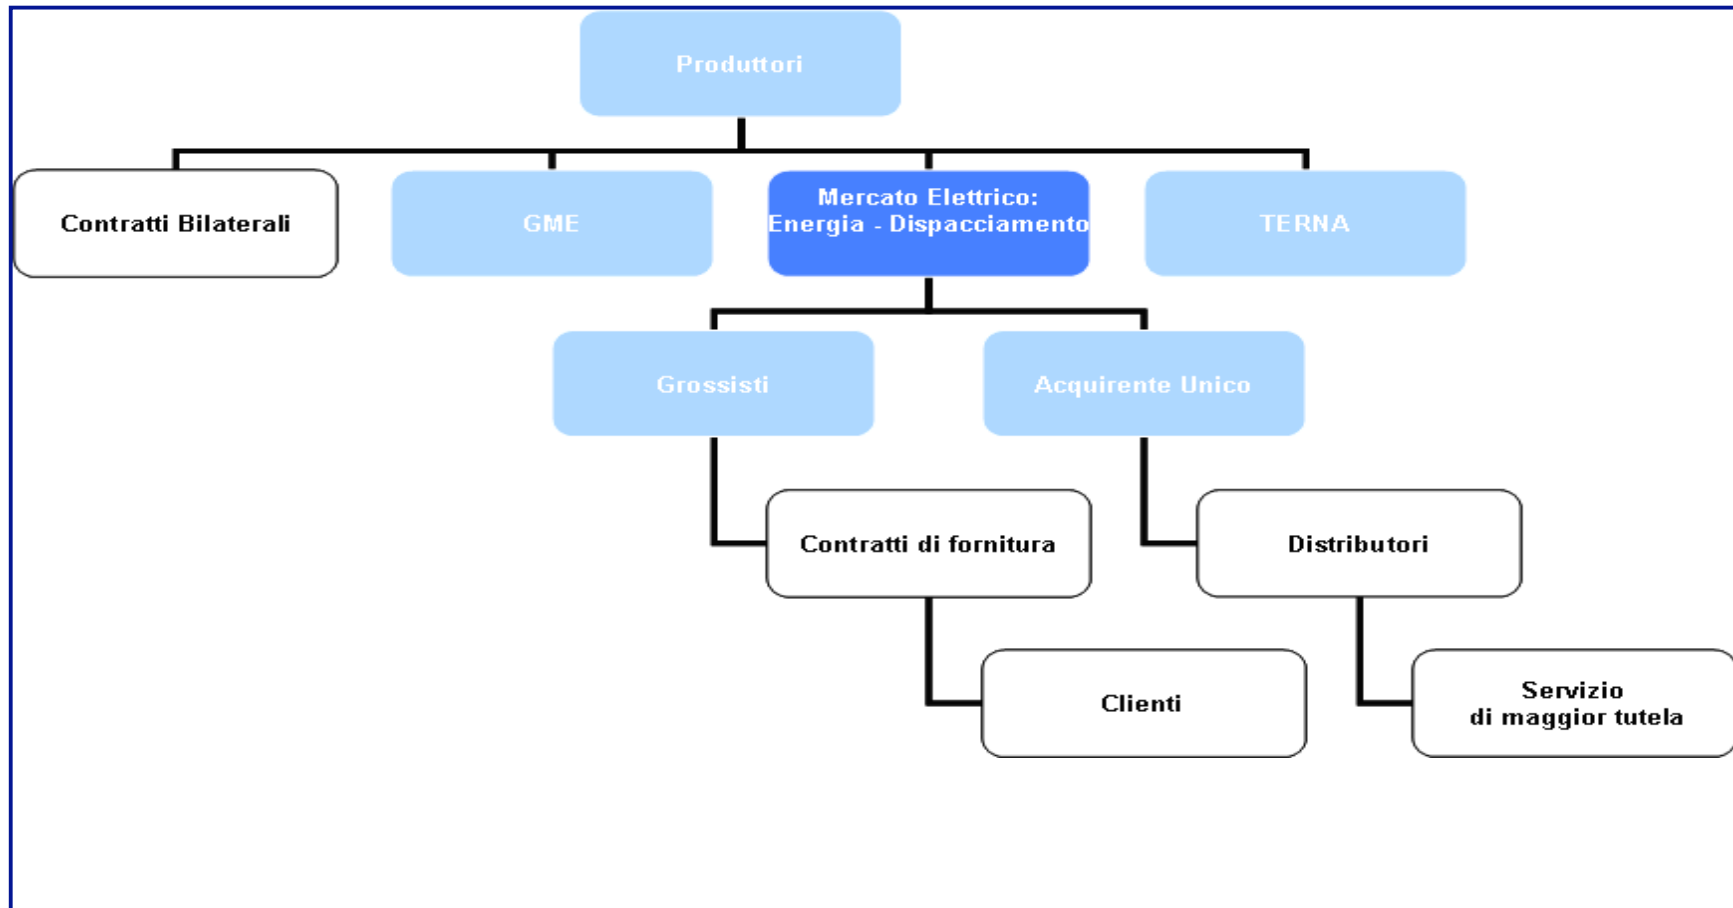 Produttori
Contratti Bilaterali
GME
Mercato Elettrico:
Energia - Dispacciamento
TERNA
Grossisti
Acquirente Unico
Contratti di fornitura
Distributori
Clienti
Servizio
di maggior tutela